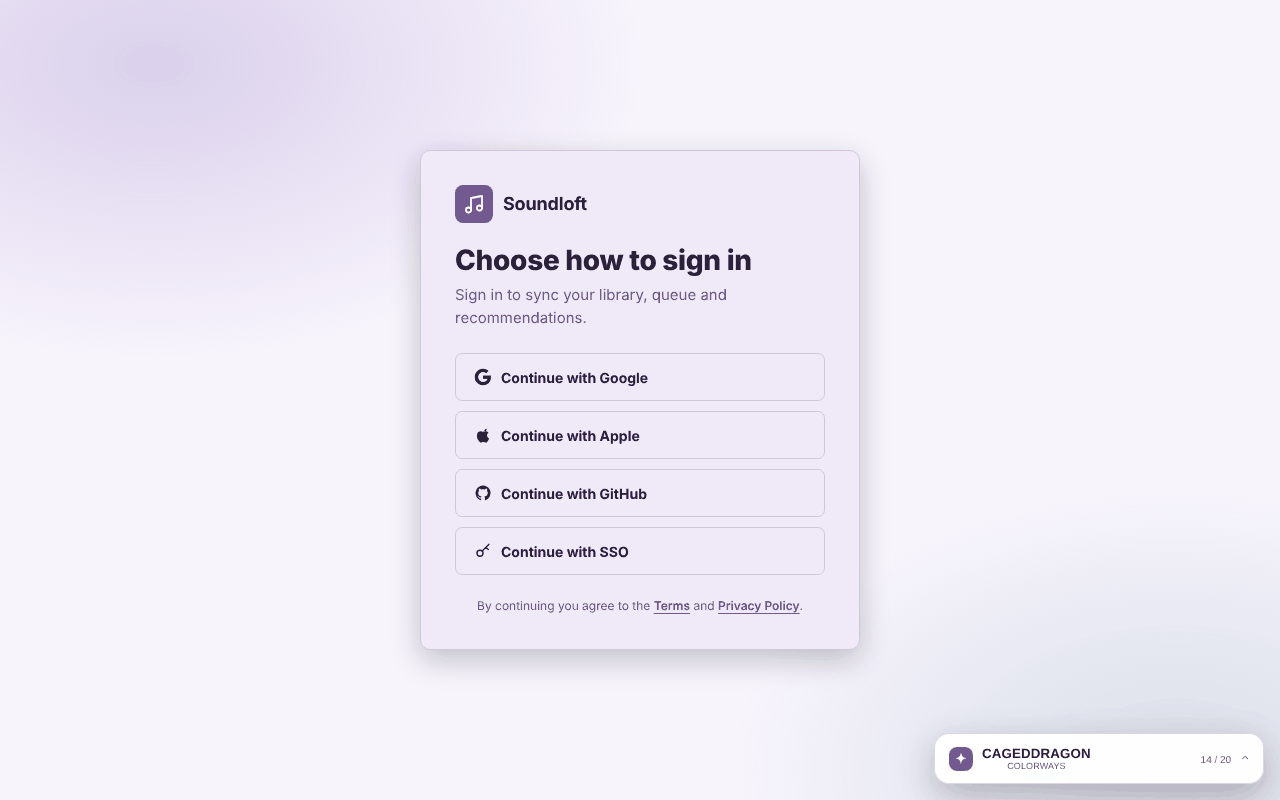 Soundloft
Choose how to sign in
Sign in to sync your library, queue and
recommendations.
Continue with Google
Continue with Apple
Continue with GitHub
Continue with SSO
By continuing you agree to the Terms and Privacy Policy.
CAGEDDRAGON
COLORWAYS
14 / 20